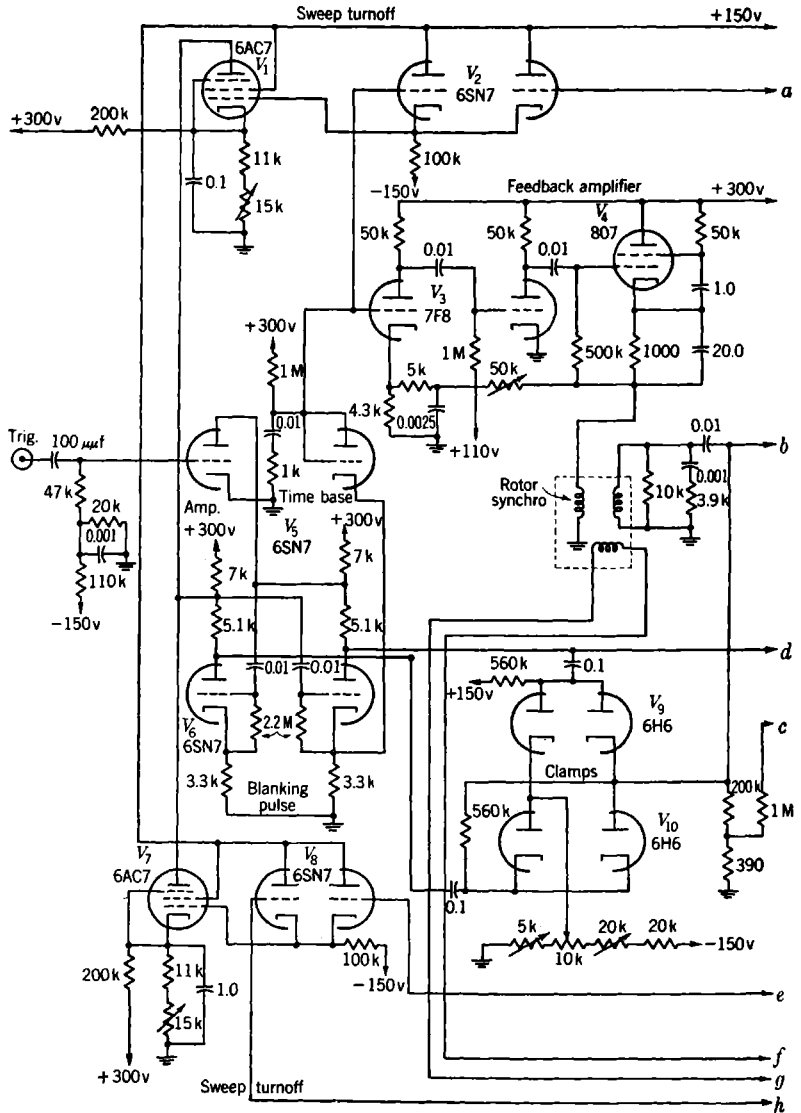 Sweep turnoff
+150v
6AC7
V1
V2
6SN7
a
+300v
200k
11k
0.1
15k
100k
-150v
Feedback amplifier
+300v
V4
807
50k
50k
50k
0.01
0.01
V3
7F8
1.0
+300v
1M
1M
500k
1000
20.0
5k
50k
4.3k
0.0025
+110v
Trig.
100 μμf
0.01
1k
Time base
0.01
b
47k
20k
0.001
110k
-150v
Amp.
+300v
V5
6SN7
+300v
Rotor
synchro
10k
0.001
3.9k
7k
7k
5.1k
5.1k
d
0.01
0.01
560k
0.1
+150v
V9
6H6
c
V6
6SN7
2.2M
3.3k
Blanking
pulse
3.3k
Clamps
200k
1M
560k
V10
6H6
390
V7
6AC7
V8
6SN7
0.1
5k
10k
20k
20k
-150v
100k
-150v
200k
11k
1.0
15k
e
+300v
f
g
Sweep turnoff
h